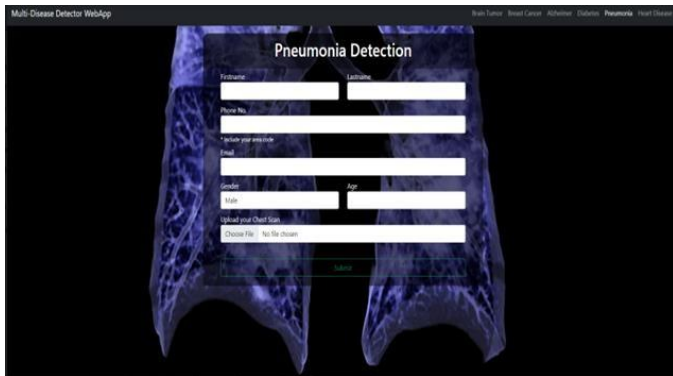 Multi-Disease Detector WebApp
Brain Tumor Breast Cancer Alzheimer Diabetes Pneumonia Heart Disease
Pneumonia Detection
Firstname Lastname
Phone No.
* Include your area code
Email
Gender Age
Male
Upload your Chest Scan
Choose File No file chosen
Submit